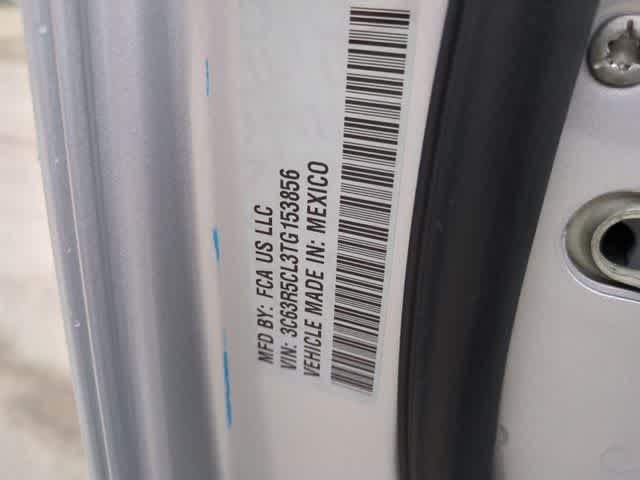 MFD BY: FCA US LLC
VIN: 3C63R5CL3TG153856
VEHICLE MADE IN: MEXICO